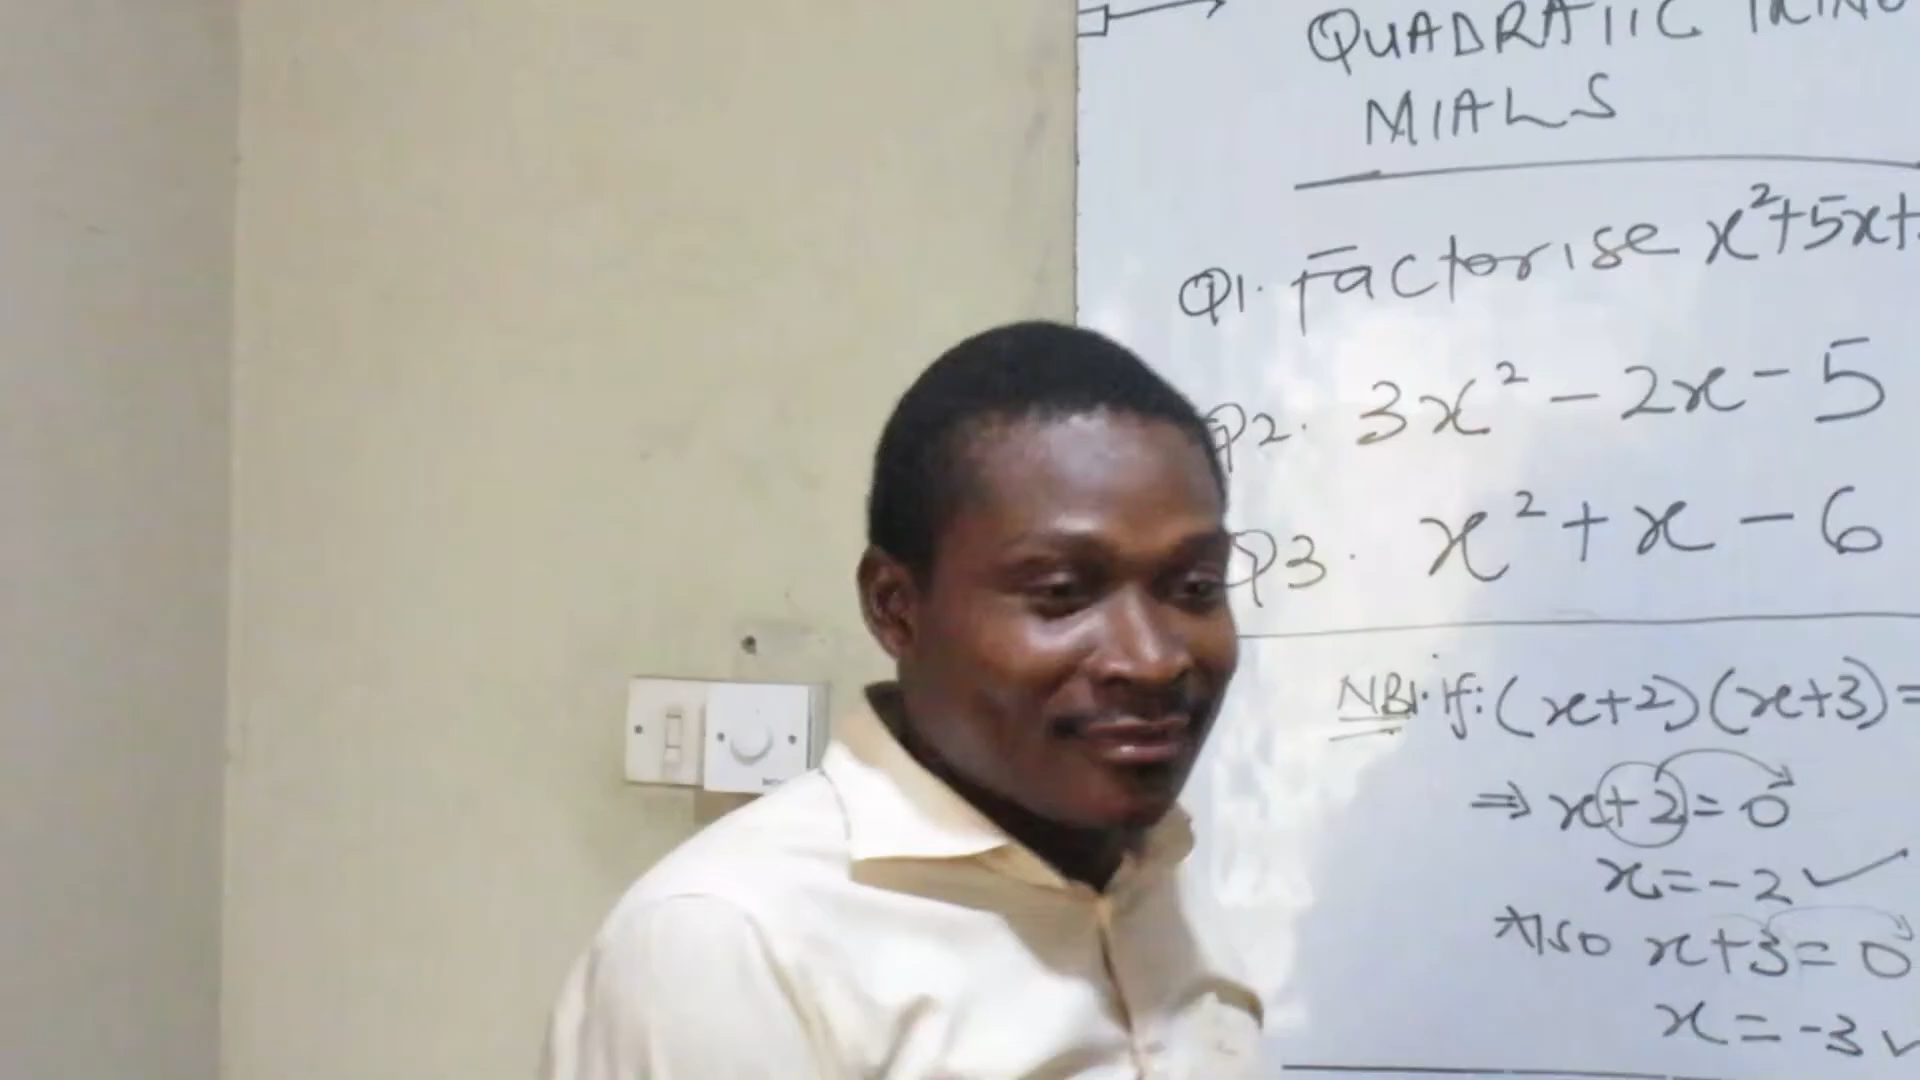 QUADRATIC TRINO
MIALS
Q1. Factorise x²+5x+
Q2. 3x² - 2x - 5
Q3. x² + x - 6
NB1. if: (x+2)(x+3)=
⇒ x+2=0
x=-2 ✓
Also x+3=0
x=-3 ✓